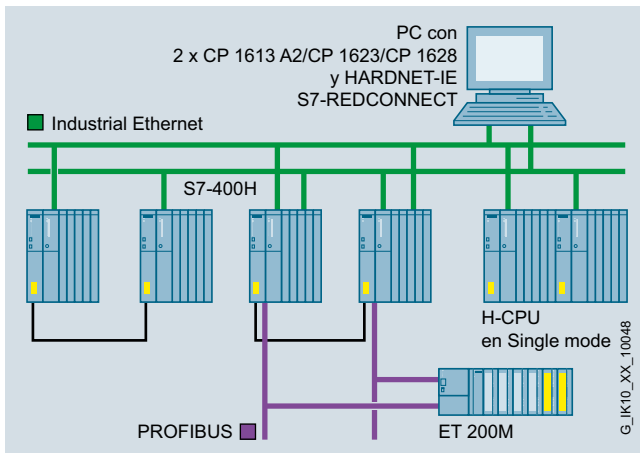 PC con
2 x CP 1613 A2/CP 1623/CP 1628
y HARDNET-IE
S7-REDCONNECT
Industrial Ethernet
S7-400H
H-CPU
en Single mode
PROFIBUS
ET 200M
G_IK10_XX_10048